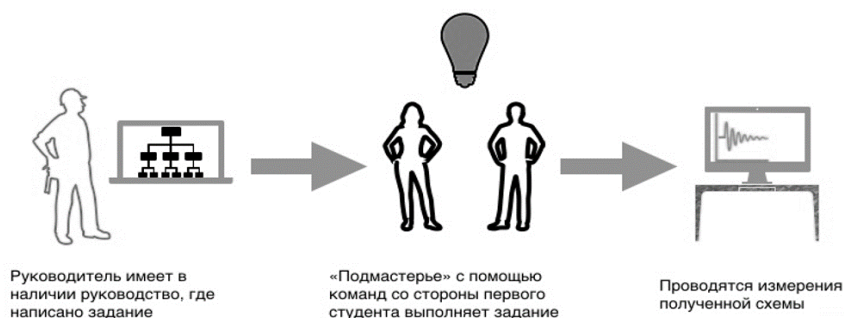 Руководитель имеет в
наличии руководство, где
написано задание
«Подмастерье» с помощью
команд со стороны первого
студента выполняет задание
Проводятся измерения
полученной схемы